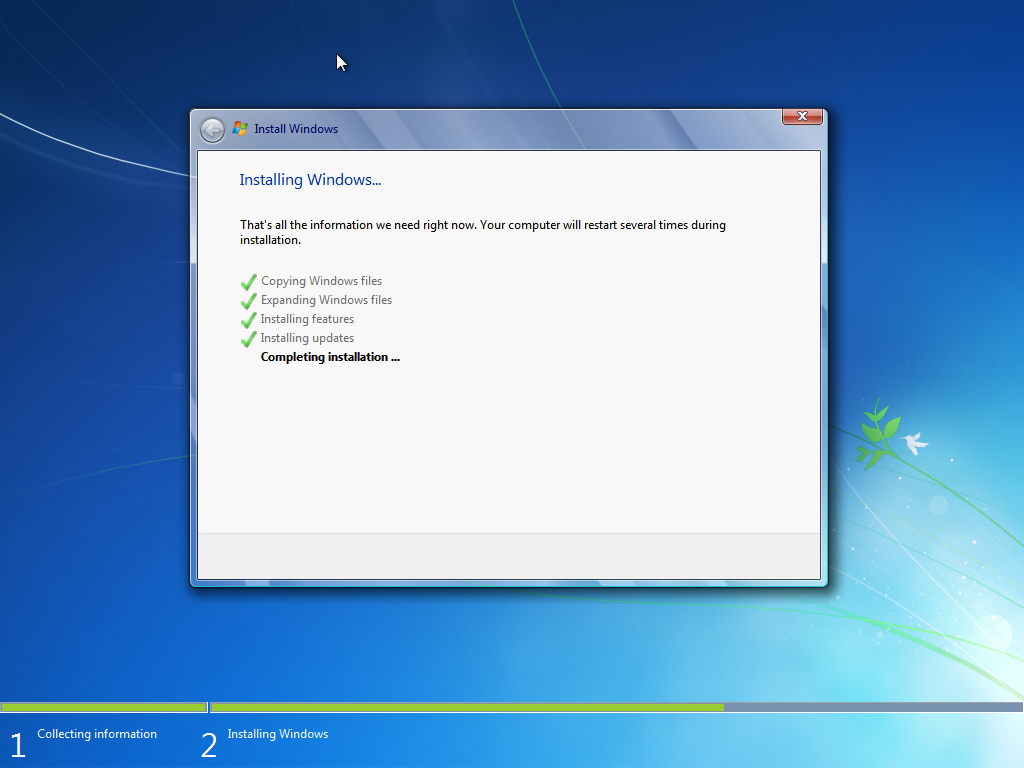 Install Windows
Installing Windows...
That's all the information we need right now. Your computer will restart several times during
installation.
Copying Windows files
Expanding Windows files
Installing features
Installing updates
Completing installation ...
1 Collecting information
2 Installing Windows